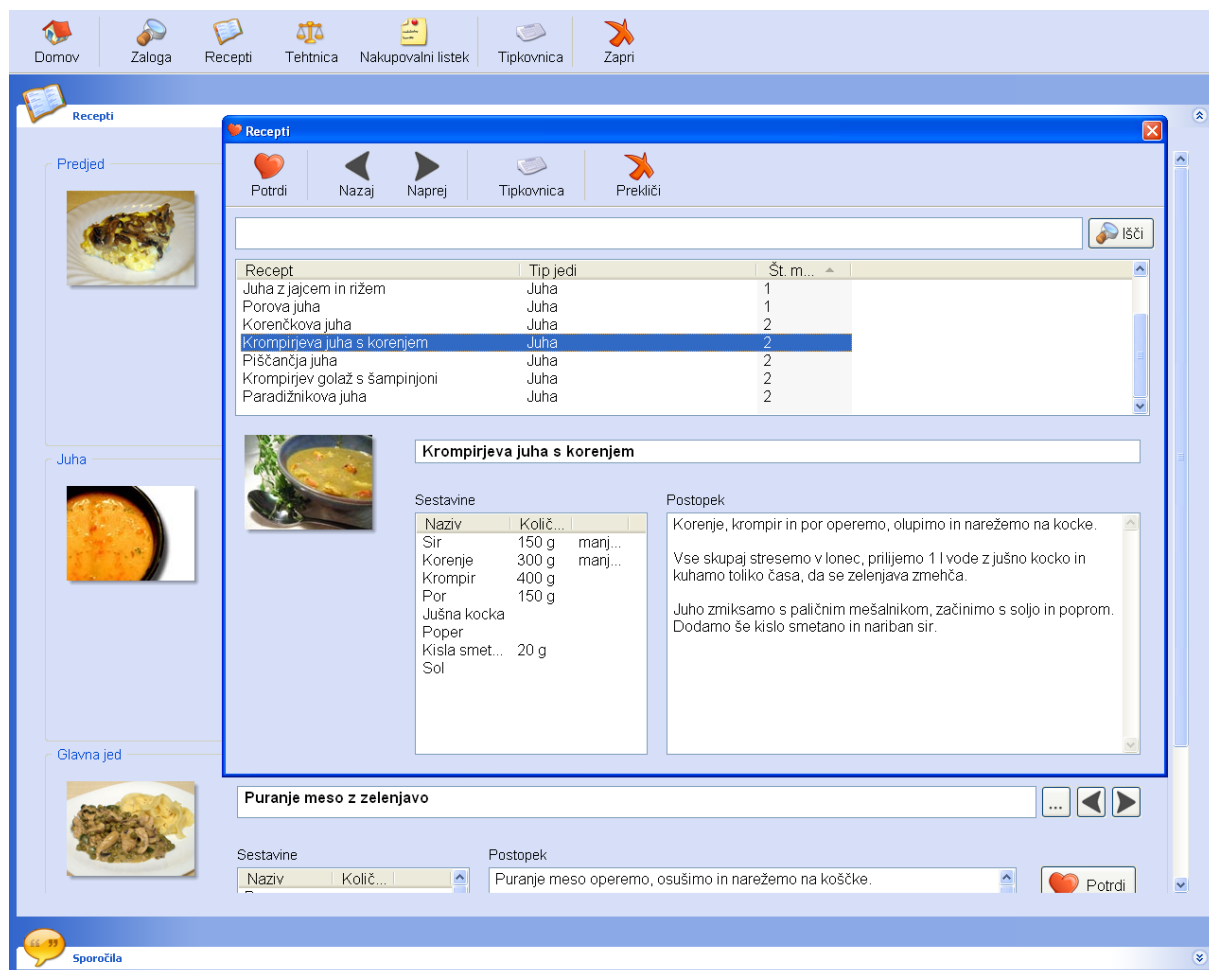 Domov
Zaloga
Recepti
Tehtnica
Nakupovalni listek
Tipkovnica
Zapri
Recepti
Predjed
Juha
Glavna jed
Recepti
Potrdi
Nazaj
Naprej
Tipkovnica
Prekliči
Išči
Recept Tip jedi Št. m...
Juha z jajcem in rižem Juha 1
Porova juha Juha 1
Korenčkova juha Juha 2
Krompirjeva juha s korenjem Juha 2
Piščančja juha Juha 2
Krompirjev golaž s šampinjoni Juha 2
Paradižnikova juha Juha 2
Krompirjeva juha s korenjem
Sestavine
Naziv Količ...
Sir 150 g manj...
Korenje 300 g manj...
Krompir 400 g
Por 150 g
Jušna kocka
Poper
Kisla smet... 20 g
Sol
Postopek
Korenje, krompir in por operemo, olupimo in narežemo na kocke.
Vse skupaj stresemo v lonec, prilijemo 1 l vode z jušno kocko in
kuhamo toliko časa, da se zelenjava zmehča.
Juho zmiksamo s paličnim mešalnikom, začinimo s soljo in poprom.
Dodamo še kislo smetano in nariban sir.
Puranje meso z zelenjavo
...
Sestavine
Naziv Količ...
Postopek
Puranje meso operemo, osušimo in narežemo na koščke.
Potrdi
Sporočila